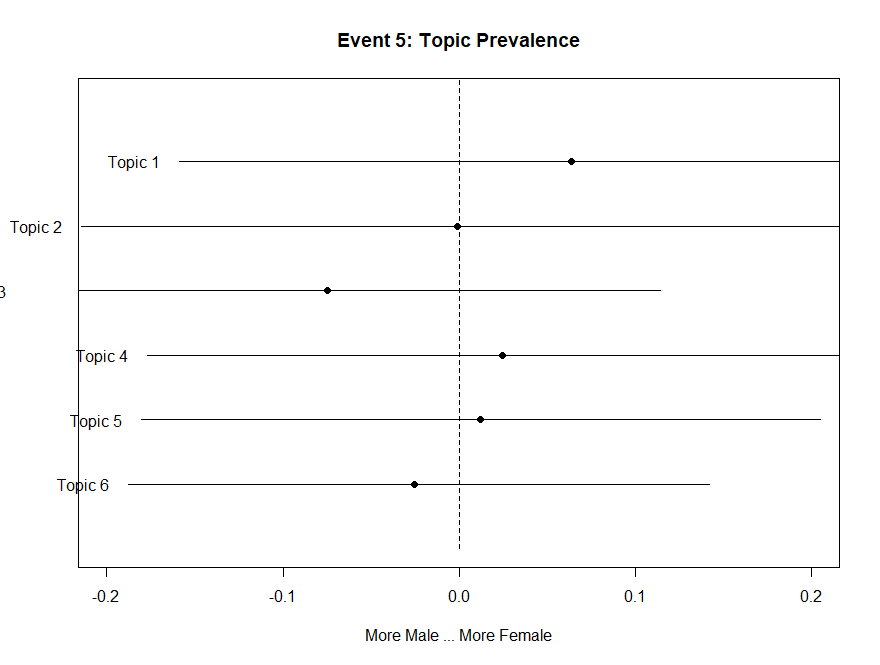 Event 5: Topic Prevalence
Topic 1
Topic 2
3
Topic 4
Topic 5
Topic 6
-0.2 -0.1 0.0 0.1 0.2
More Male ... More Female